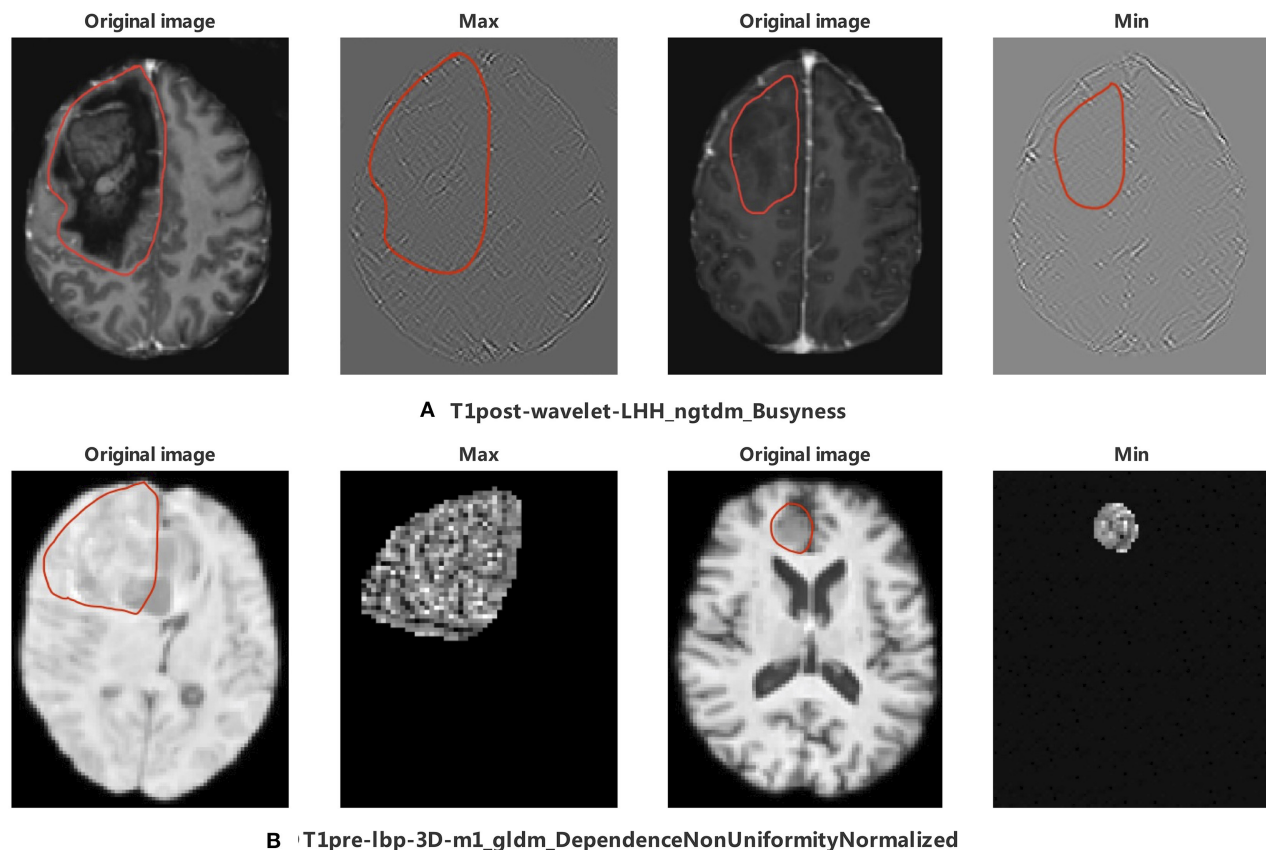 Original image Max Original image Min
A T1post-wavelet-LHH_ngtdm_Busyness
Original image Max Original image Min
B T1pre-lbp-3D-m1_gldm_DependenceNonUniformityNormalized